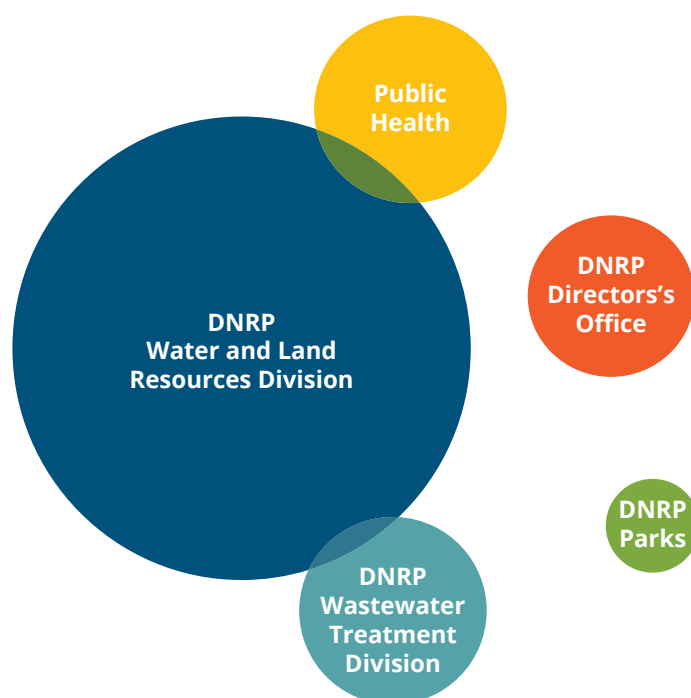 Public
Health
DNRP
Directors's
Office
DNRP
Water and Land
Resources Division
DNRP
Parks
DNRP
Wastewater
Treatment
Division